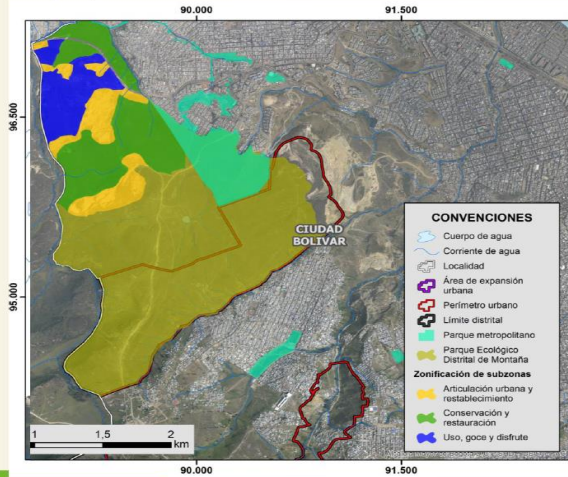 90.000
91.500
96.500
95.000
CIUDAD
BOLIVAR
CONVENCIONES
Cuerpo de agua
Corriente de agua
Localidad
Área de expansión
urbana
Perímetro urbano
Límite distrital
Parque metropolitano
Parque Ecológico
Distrital de Montaña
Zonificación de subzonas
Articulación urbana y
restablecimiento
Conservación y
restauración
Uso, goce y disfrute
1
1,5
2
km
90.000
91.500